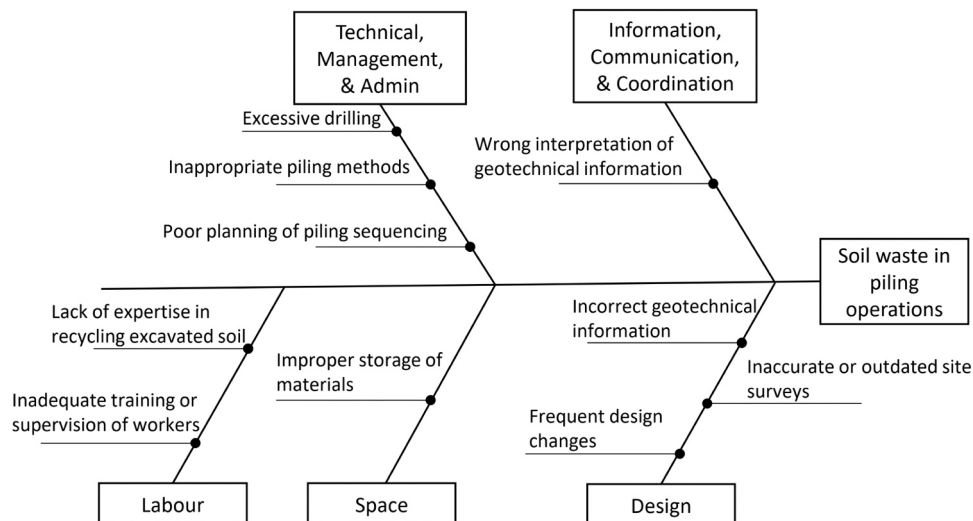 Technical,
Management,
& Admin
Information,
Communication,
& Coordination
Excessive drilling
Inappropriate piling methods
Poor planning of piling sequencing
Wrong interpretation of
geotechnical information
Soil waste in
piling
operations
Lack of expertise in
recycling excavated soil
Inadequate training or
supervision of workers
Improper storage of
materials
Incorrect geotechnical
information
Inaccurate or outdated site
surveys
Frequent design
changes
Labour
Space
Design